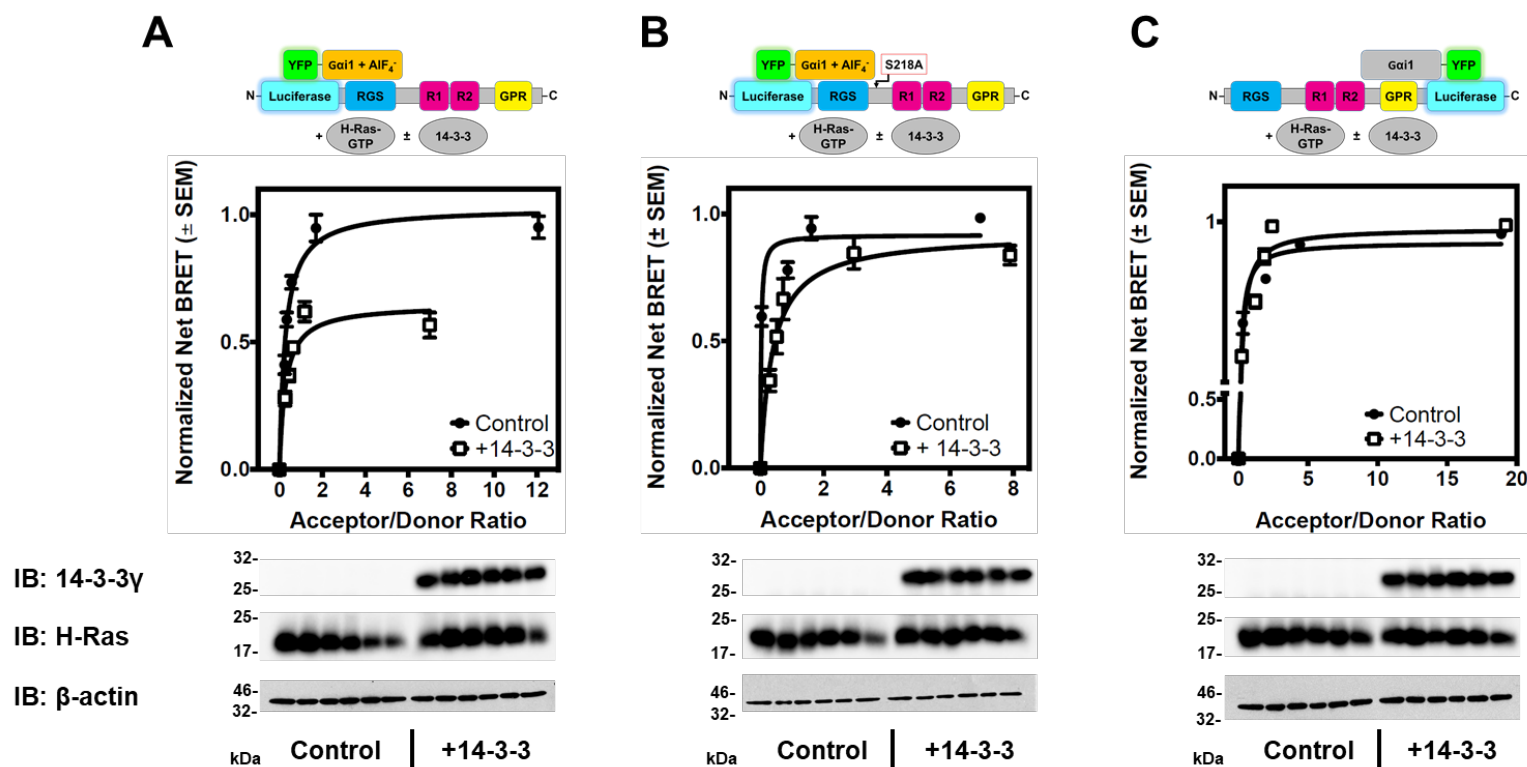 A
YFP
Gαi1 + AlF₄⁻
N-
Luciferase
RGS
R1
R2
GPR
-C
+
H-Ras-
GTP
±
14-3-3
Normalized Net BRET (± SEM)
1.0
0.5
0.0
Control
+14-3-3
0 2 4 6 8 10 12
Acceptor/Donor Ratio
B
YFP
Gαi1 + AlF₄⁻
S218A
N-
Luciferase
RGS
R1
R2
GPR
-C
+
H-Ras-
GTP
±
14-3-3
Normalized Net BRET (± SEM)
1.0
0.5
0.0
Control
+ 14-3-3
0 2 4 6 8
Acceptor/Donor Ratio
C
Gαi1
YFP
N-
RGS
R1
R2
GPR
Luciferase
-C
+
H-Ras-
GTP
±
14-3-3
Normalized Net BRET (± SEM)
1
0.5
0.0
Control
+14-3-3
0 5 10 15 20
Acceptor/Donor Ratio
IB: 14-3-3γ
32-
25-
32-
25-
32-
25-
IB: H-Ras
25-
17-
25-
17-
25-
17-
IB: β-actin
46-
32-
46-
32-
46-
32-
kDa
Control
+14-3-3
kDa
Control
+14-3-3
kDa
Control
+14-3-3